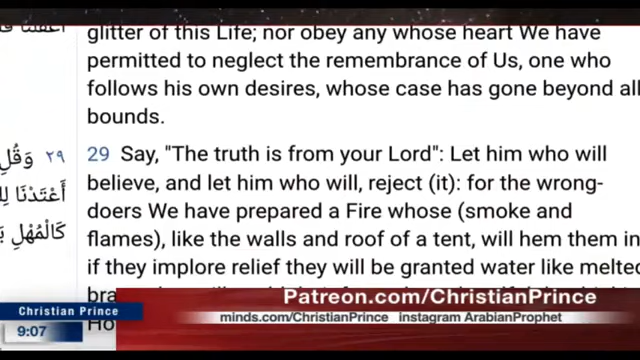 glitter of this Life; nor obey any whose heart We have
permitted to neglect the remembrance of Us, one who
follows his own desires, whose case has gone beyond all
bounds.
٢٩ وَقُلِ
أَعْتَدْنَا
كَالْمُهْلِ
29 Say, "The truth is from your Lord": Let him who will
believe, and let him who will, reject (it): for the wrong-
doers We have prepared a Fire whose (smoke and
flames), like the walls and roof of a tent, will hem them in:
if they implore relief they will be granted water like melted
Patreon.com/ChristianPrince
Christian Prince
minds.com/ChristianPrince instagram ArabianProphet
9:07